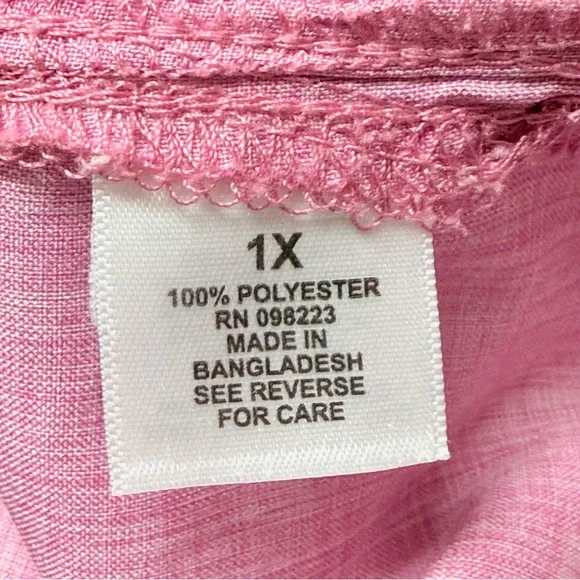 1X
100% POLYESTER
RN 098223
MADE IN
BANGLADESH
SEE REVERSE
FOR CARE